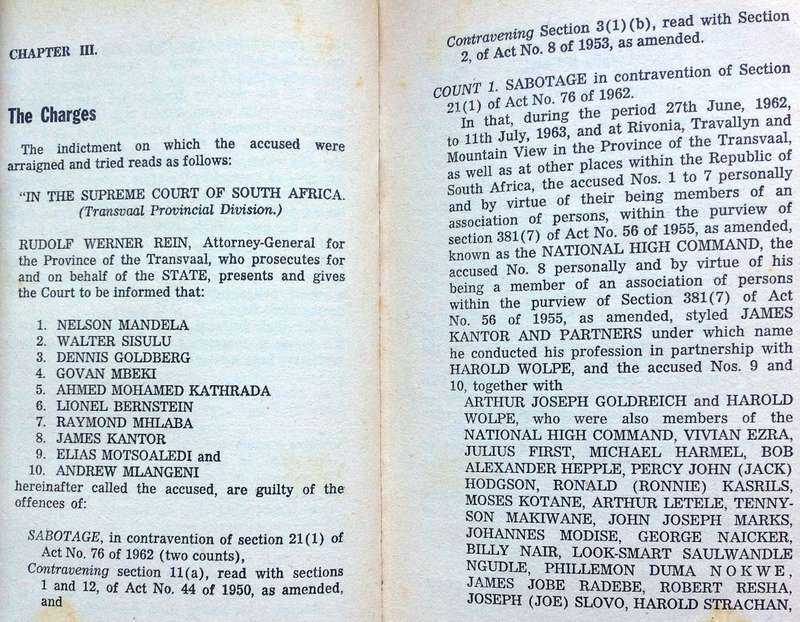 CHAPTER III.
The Charges
The indictment on which the accused were
arraigned and tried reads as follows:
"IN THE SUPREME COURT OF SOUTH AFRICA.
(Transvaal Provincial Division.)
RUDOLF WERNER REIN, Attorney-General for
the Province of the Transvaal, who prosecutes for
and on behalf of the STATE, presents and gives
the Court to be informed that:
1. NELSON MANDELA
2. WALTER SISULU
3. DENNIS GOLDBERG
4. GOVAN MBEKI
5. AHMED MOHAMED KATHRADA
6. LIONEL BERNSTEIN
7. RAYMOND MHLABA
8. JAMES KANTOR
9. ELIAS MOTSOALEDI and
10. ANDREW MLANGENI
hereinafter called the accused, are guilty of the
offences of:
SABOTAGE, in contravention of section 21(1) of
Act No. 76 of 1962 (two counts),
Contravening section 11(a), read with sections
1 and 12, of Act No. 44 of 1950, as amended,
and
Contravening Section 3(1)(b), read with Section
2, of Act No. 8 of 1953, as amended.
COUNT 1. SABOTAGE in contravention of Section
21(1) of Act No. 76 of 1962.
In that, during the period 27th June, 1962,
to 11th July, 1963, and at Rivonia, Travallyn and
Mountain View in the Province of the Transvaal,
as well as at other places within the Republic of
South Africa, the accused Nos. 1 to 7 personally
and by virtue of their being members of an
association of persons, within the purview of
section 381(7) of Act No. 56 of 1955, as amended,
known as the NATIONAL HIGH COMMAND, the
accused No. 8 personally and by virtue of his
being a member of an association of persons
within the purview of Section 381(7) of Act
No. 56 of 1955, as amended, styled JAMES
KANTOR AND PARTNERS under which name
he conducted his profession in partnership with
HAROLD WOLPE, and the accused Nos. 9 and
10, together with
ARTHUR JOSEPH GOLDREICH and HAROLD
WOLPE, who were also members of the
NATIONAL HIGH COMMAND, VIVIAN EZRA,
JULIUS FIRST, MICHAEL HARMEL, BOB
ALEXANDER HEPPLE, PERCY JOHN (JACK)
HODGSON, RONALD (RONNIE) KASRILS,
MOSES KOTANE, ARTHUR LETELE, TENNY-
SON MAKIWANE, JOHN JOSEPH MARKS,
JOHANNES MODISE, GEORGE NAICKER,
BILLY NAIR, LOOK-SMART SAULWANDLE
NGUDLE, PHILLEMON DUMA NOKWE,
JAMES JOBE RADEBE, ROBERT RESHA,
JOSEPH (JOE) SLOVO, HAROLD STRACHAN,